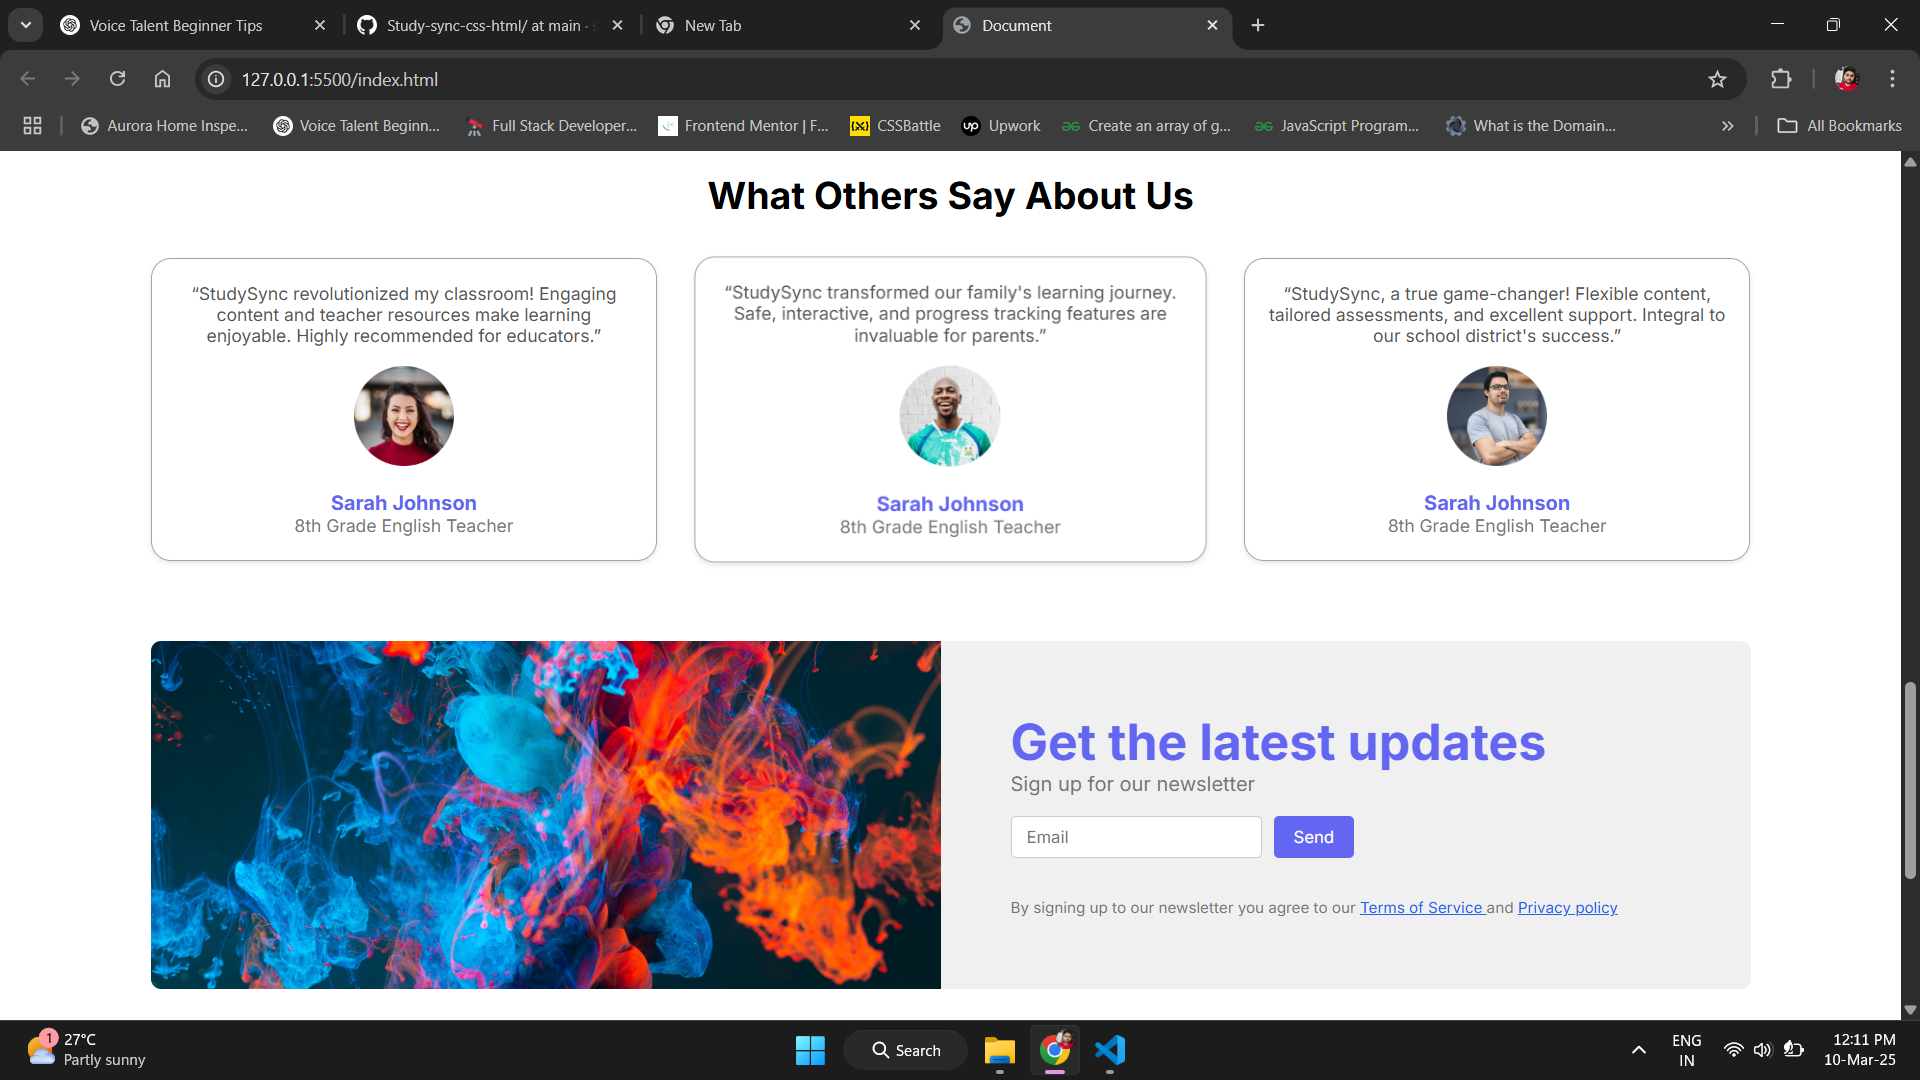 Voice Talent Beginner Tips
Study-sync-css-html/ at main ·
New Tab
Document
127.0.0.1:5500/index.html
Aurora Home Inspe...
Voice Talent Beginn...
Full Stack Developer...
Frontend Mentor | F...
CSSBattle
up
Upwork
Create an array of g...
JavaScript Program...
What is the Domain...
All Bookmarks
What Others Say About Us
“StudySync revolutionized my classroom! Engaging
content and teacher resources make learning
enjoyable. Highly recommended for educators.”
Sarah Johnson
8th Grade English Teacher
“StudySync transformed our family's learning journey.
Safe, interactive, and progress tracking features are
invaluable for parents.”
Sarah Johnson
8th Grade English Teacher
“StudySync, a true game-changer! Flexible content,
tailored assessments, and excellent support. Integral to
our school district's success.”
Sarah Johnson
8th Grade English Teacher
Get the latest updates
Sign up for our newsletter
Email
Send
By signing up to our newsletter you agree to our Terms of Service and Privacy policy
1
27°C
Partly sunny
Search
ENG
IN
12:11 PM
10-Mar-25